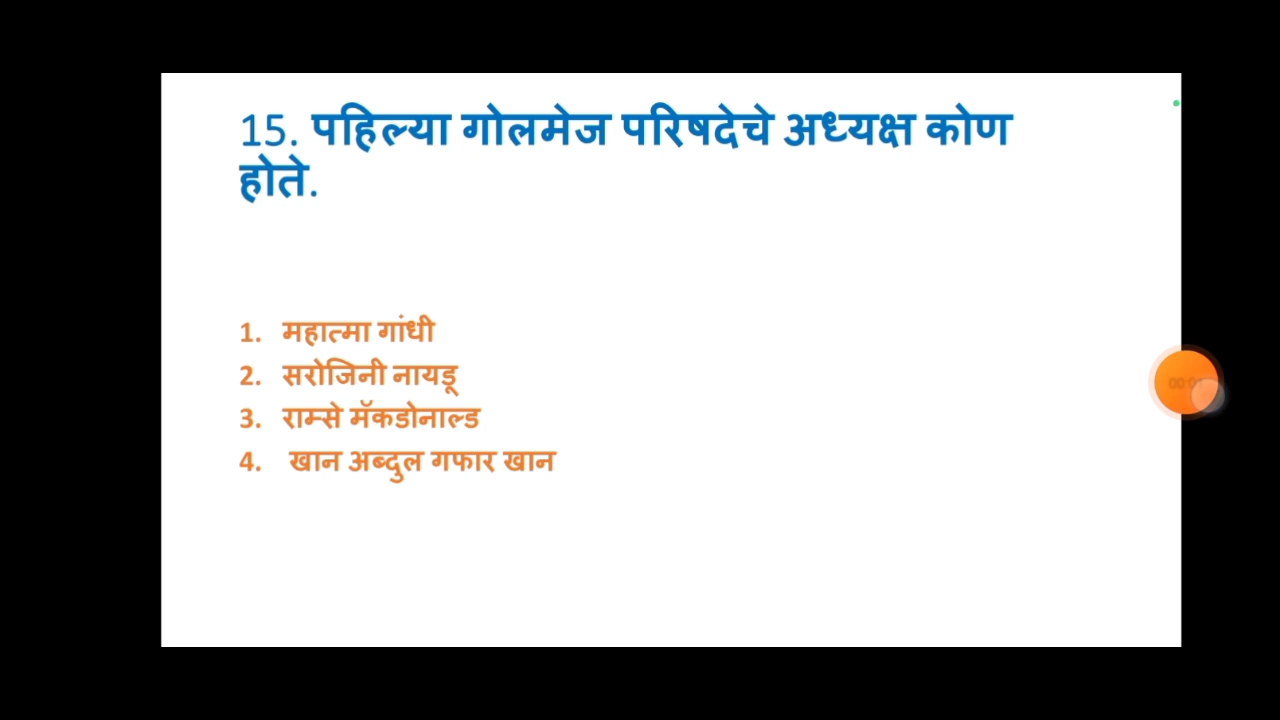 15. पहिल्या गोलमेज परिषदेचे अध्यक्ष कोण
होते.
1. महात्मा गांधी
2. सरोजिनी नायडू
3. राम्से मॅकडोनाल्ड
4. खान अब्दुल गफार खान